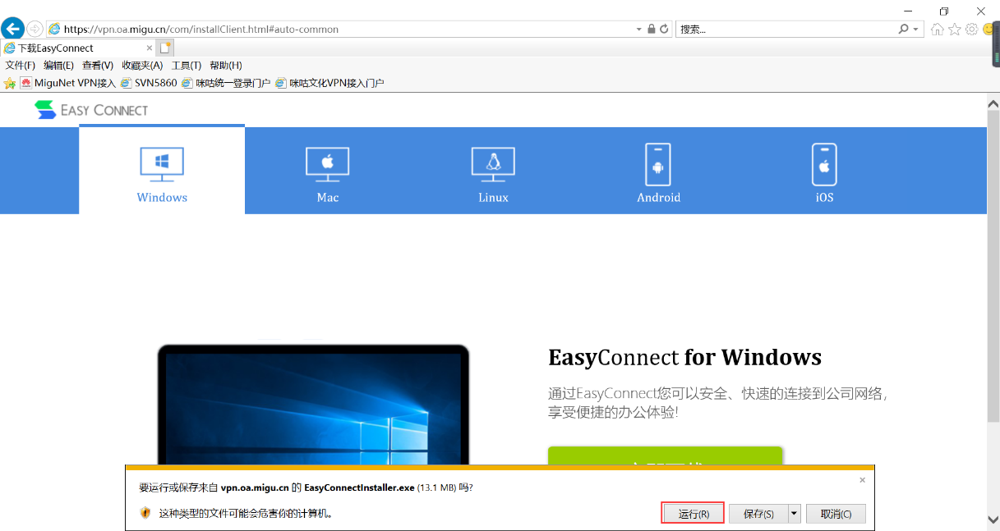 https://vpn.oa.migu.cn/com/installClient.html#auto-common
搜索...
下载EasyConnect
文件(F) 编辑(E) 查看(V) 收藏夹(A) 工具(T) 帮助(H)
MiguNet VPN接入 SVN5860 咪咕统一登录门户 咪咕文化VPN接入门户
EASY CONNECT
Windows Mac Linux Android iOS
EasyConnect for Windows
通过EasyConnect您可以安全、快速的连接到公司网络，
享受便捷的办公体验!
要运行或保存来自 vpn.oa.migu.cn 的 EasyConnectInstaller.exe (13.1 MB) 吗?
这种类型的文件可能会危害你的计算机。
运行(R) 保存(S) 取消(C)